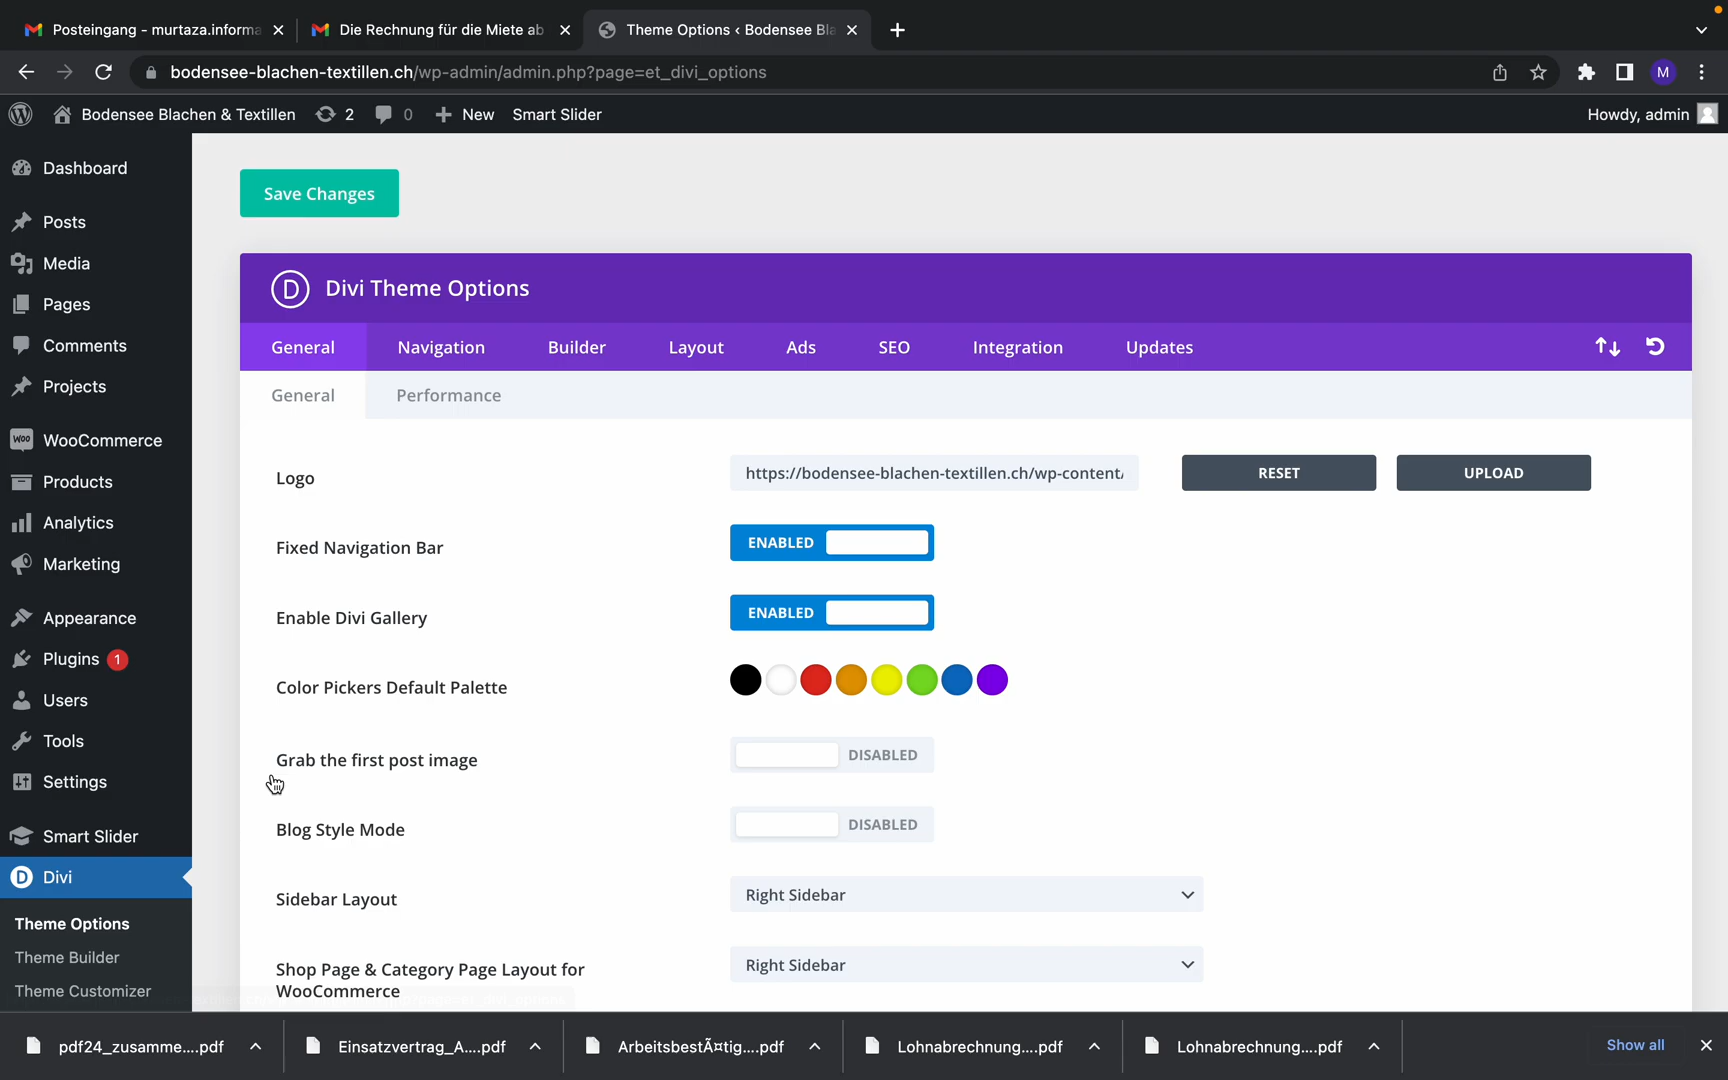 Posteingang - murtaza.informa
Die Rechnung für die Miete ab
Theme Options ‹ Bodensee Bla
bodensee-blachen-textillen.ch/wp-admin/admin.php?page=et_divi_options
M
Bodensee Blachen & Textillen
2
0
New
Smart Slider
Howdy, admin
Dashboard
Posts
Media
Pages
Comments
Projects
WooCommerce
Products
Analytics
Marketing
Appearance
Plugins 1
Users
Tools
Settings
Smart Slider
Divi
Theme Options
Theme Builder
Theme Customizer
Save Changes
D Divi Theme Options
General
Navigation
Builder
Layout
Ads
SEO
Integration
Updates
General
Performance
Logo
https://bodensee-blachen-textillen.ch/wp-content/
RESET
UPLOAD
Fixed Navigation Bar
ENABLED
Enable Divi Gallery
ENABLED
Color Pickers Default Palette
Grab the first post image
DISABLED
Blog Style Mode
DISABLED
Sidebar Layout
Right Sidebar
Shop Page & Category Page Layout for
WooCommerce
Right Sidebar
pdf24_zusamme....pdf
Einsatzvertrag_A....pdf
ArbeitsbestÃ¤tig....pdf
Lohnabrechnung....pdf
Lohnabrechnung....pdf
Show all